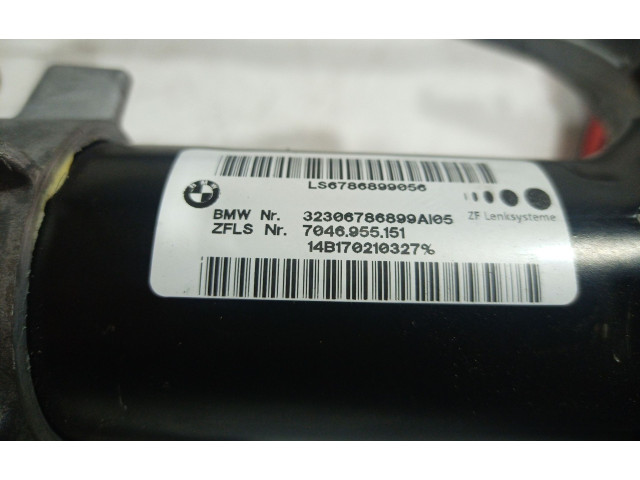 LS6786899056
BMW Nr. 32306786899AI05
ZFLS Nr. 7046.955.151
14B170210327%
ZF Lenksysteme